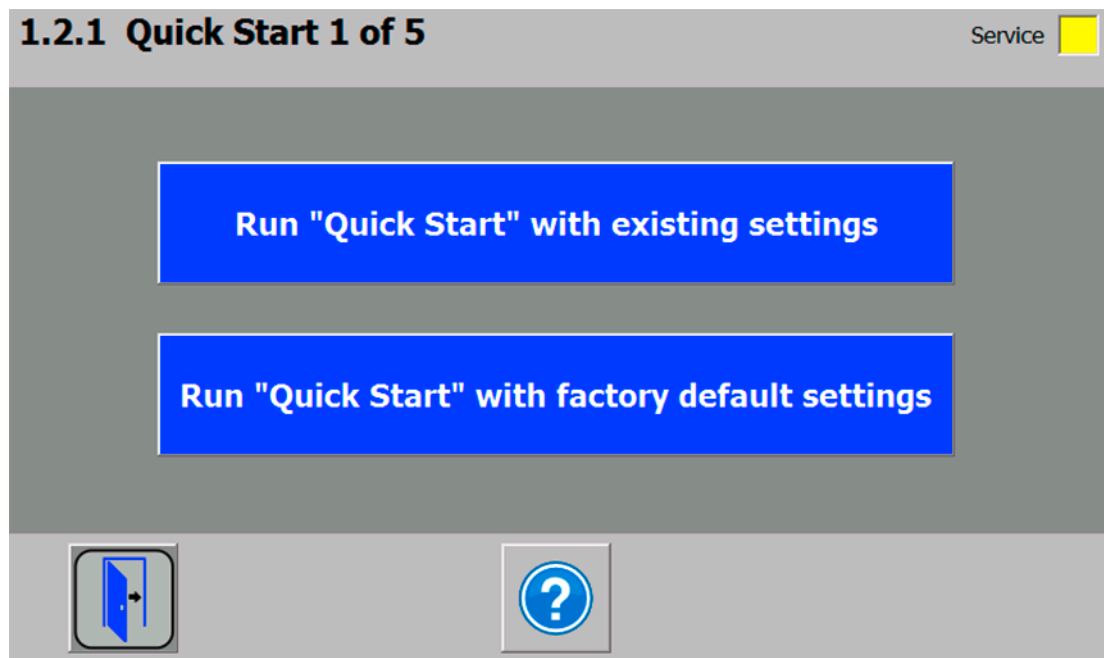 1.2.1 Quick Start 1 of 5
Service
Run "Quick Start" with existing settings
Run "Quick Start" with factory default settings
?